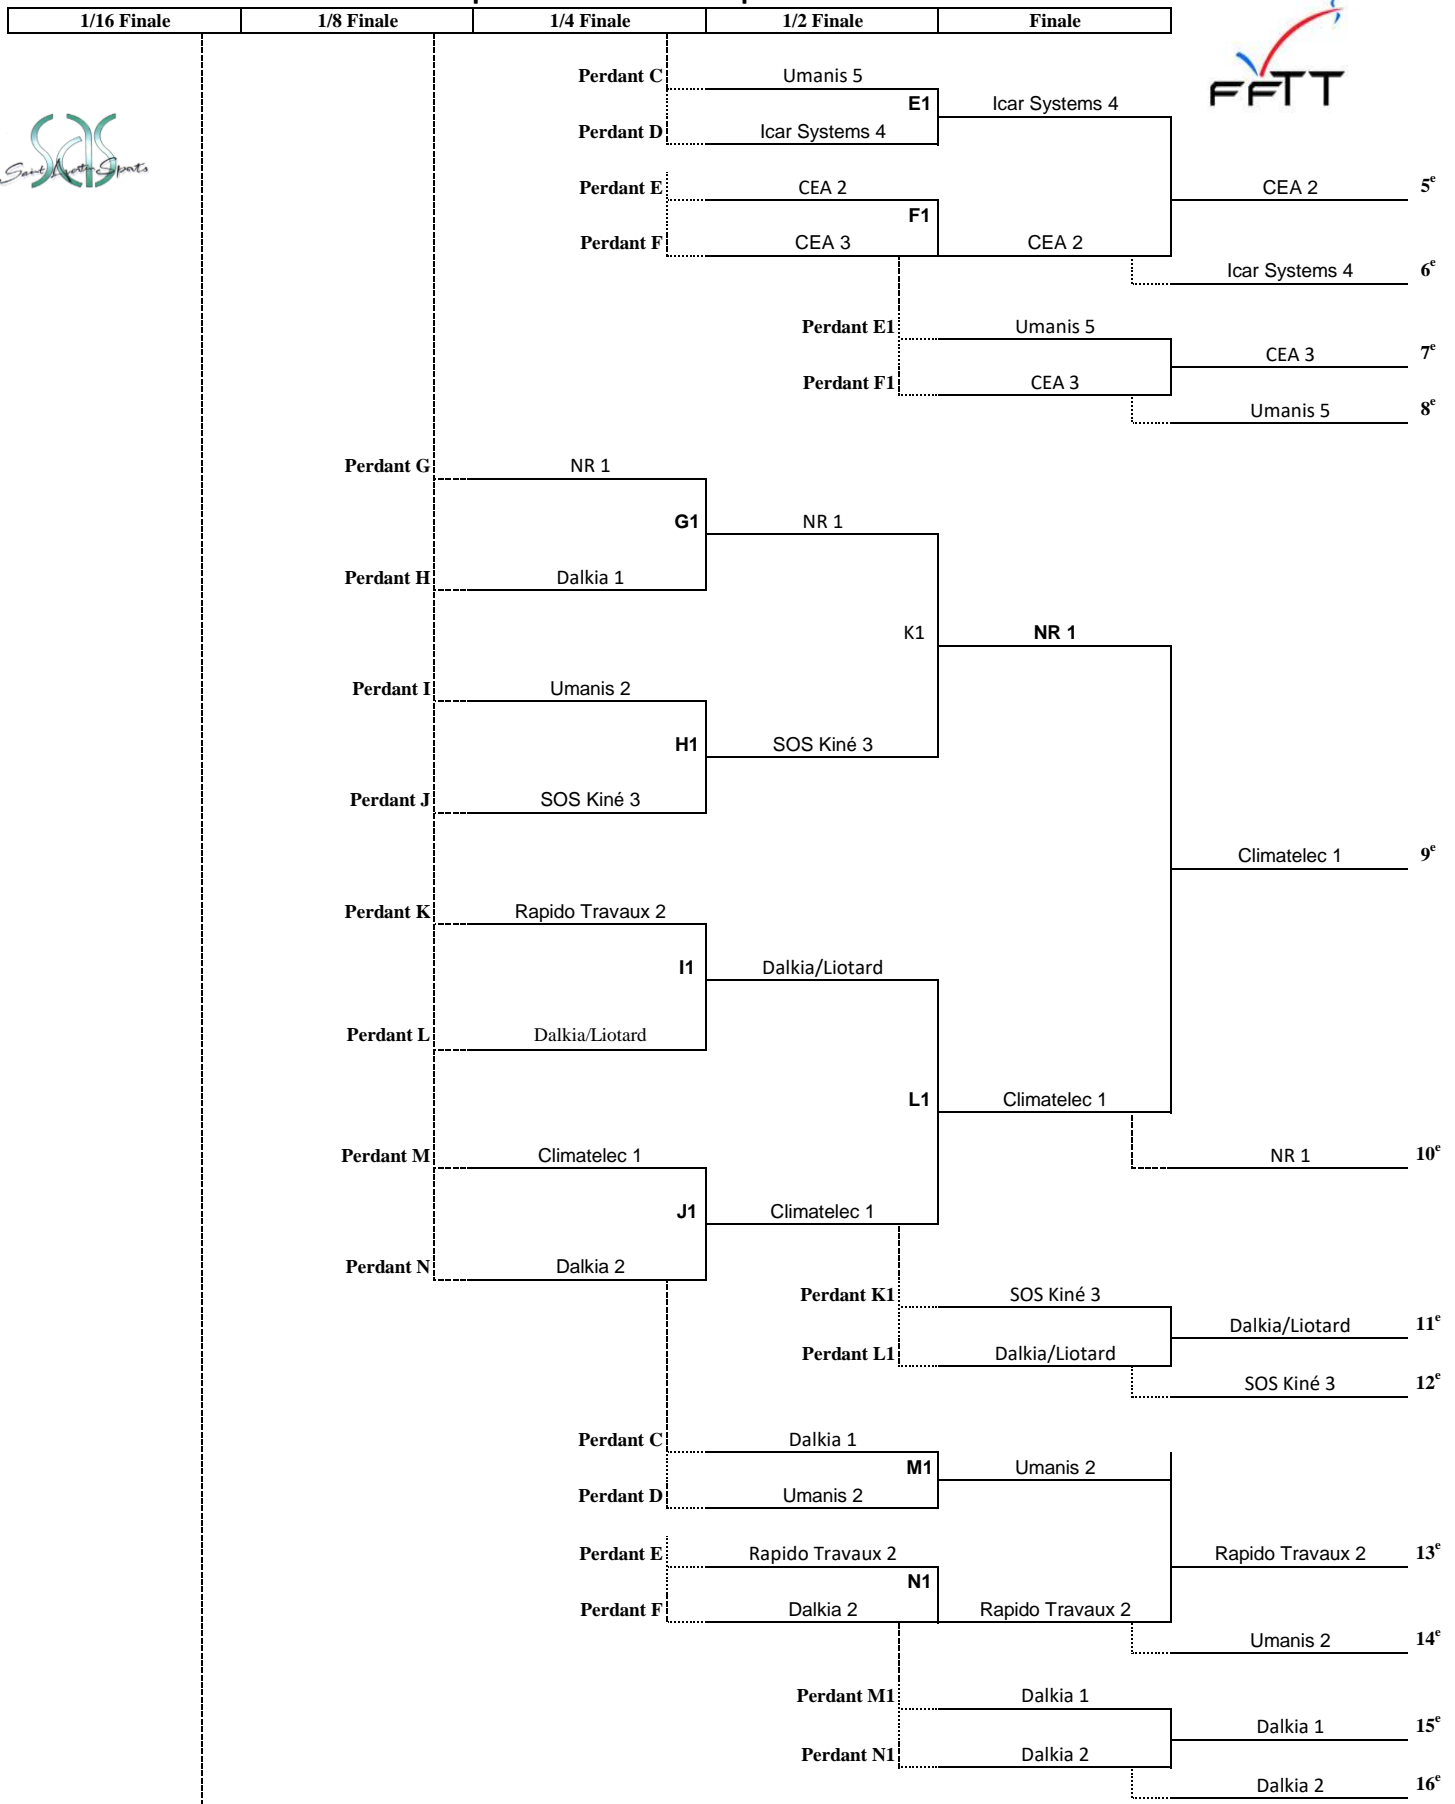 1/16 Finale 1/8 Finale 1/4 Finale 1/2 Finale Finale
FFTT
Perdant C Umanis 5
E1 Icar Systems 4
Perdant D Icar Systems 4
Saint Avertin Sports
Perdant E CEA 2 CEA 2 5e
F1
Perdant F CEA 3 CEA 2
Icar Systems 4 6e
Perdant E1 Umanis 5
CEA 3 7e
Perdant F1 CEA 3
Umanis 5 8e
Perdant G NR 1
G1 NR 1
Perdant H Dalkia 1
K1 NR 1
Perdant I Umanis 2
H1 SOS Kiné 3
Perdant J SOS Kiné 3
Climatelec 1 9e
Perdant K Rapido Travaux 2
I1 Dalkia/Liotard
Perdant L Dalkia/Liotard
L1 Climatelec 1
Perdant M Climatelec 1 NR 1 10e
J1 Climatelec 1
Perdant N Dalkia 2
Perdant K1 SOS Kiné 3
Dalkia/Liotard 11e
Perdant L1 Dalkia/Liotard
SOS Kiné 3 12e
Perdant C Dalkia 1
M1 Umanis 2
Perdant D Umanis 2
Perdant E Rapido Travaux 2 Rapido Travaux 2 13e
N1
Perdant F Dalkia 2 Rapido Travaux 2
Umanis 2 14e
Perdant M1 Dalkia 1
Dalkia 1 15e
Perdant N1 Dalkia 2
Dalkia 2 16e